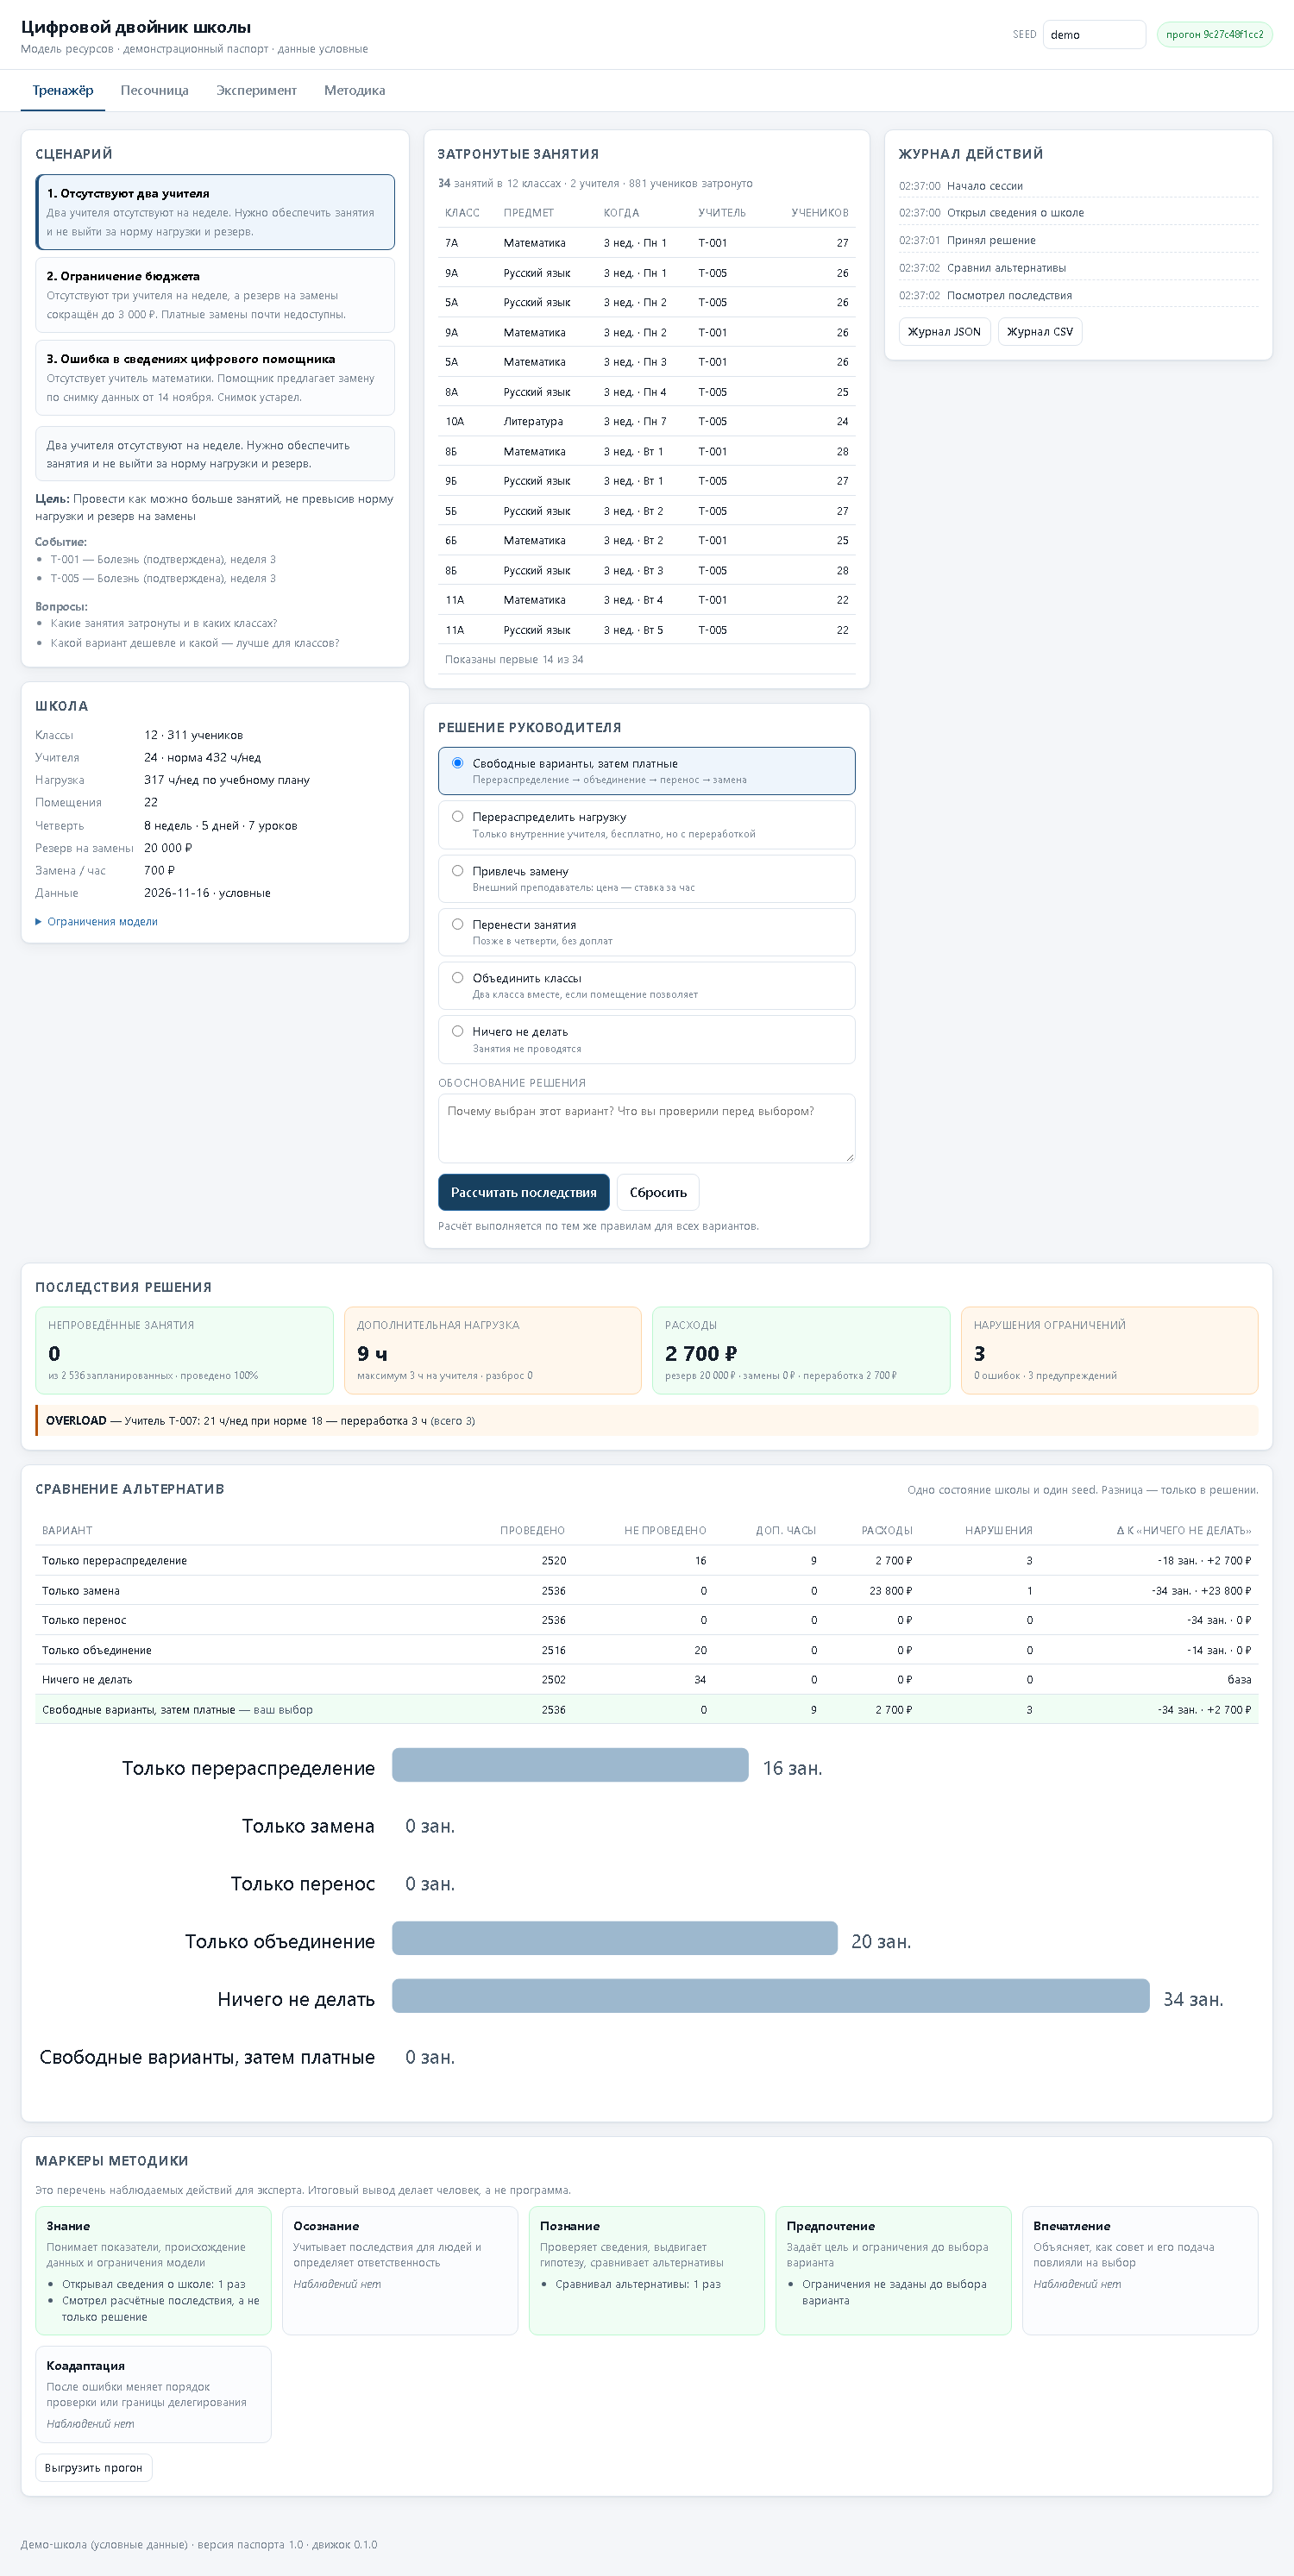 Цифровой двойник школы
Модель ресурсов · демонстрационный паспорт · данные условные
SEED demo прогон 9c27c48f1cc2
Тренажёр Песочница Эксперимент Методика
СЦЕНАРИЙ
1. Отсутствуют два учителя
Два учителя отсутствуют на неделе. Нужно обеспечить занятия
и не выйти за норму нагрузки и резерв.
2. Ограничение бюджета
Отсутствуют три учителя на неделе, а резерв на замены
сокращён до 3 000 ₽. Платные замены почти недоступны.
3. Ошибка в сведениях цифрового помощника
Отсутствует учитель математики. Помощник предлагает замену
по снимку данных от 14 ноября. Снимок устарел.
Два учителя отсутствуют на неделе. Нужно обеспечить
занятия и не выйти за норму нагрузки и резерв.
Цель: Провести как можно больше занятий, не превысив норму
нагрузки и резерв на замены
Событие:
• T-001 — Болезнь (подтверждена), неделя 3
• T-005 — Болезнь (подтверждена), неделя 3
Вопросы:
• Какие занятия затронуты и в каких классах?
• Какой вариант дешевле и какой — лучше для классов?
ШКОЛА
Классы 12 · 311 учеников
Учителя 24 · норма 432 ч/нед
Нагрузка 317 ч/нед по учебному плану
Помещения 22
Четверть 8 недель · 5 дней · 7 уроков
Резерв на замены 20 000 ₽
Замена / час 700 ₽
Данные 2026-11-16 · условные
▶ Ограничения модели
ЗАТРОНУТЫЕ ЗАНЯТИЯ
34 занятий в 12 классах · 2 учителя · 881 учеников затронуто
КЛАСС ПРЕДМЕТ КОГДА УЧИТЕЛЬ УЧЕНИКОВ
7А Математика 3 нед. · Пн 1 T-001 27
9А Русский язык 3 нед. · Пн 1 T-005 26
5А Русский язык 3 нед. · Пн 2 T-005 26
9А Математика 3 нед. · Пн 2 T-001 26
5А Математика 3 нед. · Пн 3 T-001 26
8А Русский язык 3 нед. · Пн 4 T-005 25
10А Литература 3 нед. · Пн 7 T-005 24
8Б Математика 3 нед. · Вт 1 T-001 28
9Б Русский язык 3 нед. · Вт 1 T-005 27
5Б Русский язык 3 нед. · Вт 2 T-005 27
6Б Математика 3 нед. · Вт 2 T-001 25
8Б Русский язык 3 нед. · Вт 3 T-005 28
11А Математика 3 нед. · Вт 4 T-001 22
11А Русский язык 3 нед. · Вт 5 T-005 22
Показаны первые 14 из 34
РЕШЕНИЕ РУКОВОДИТЕЛЯ
Свободные варианты, затем платные
Перераспределение → объединение → перенос → замена
Перераспределить нагрузку
Только внутренние учителя, бесплатно, но с переработкой
Привлечь замену
Внешний преподаватель: цена — ставка за час
Перенести занятия
Позже в четверти, без доплат
Объединить классы
Два класса вместе, если помещение позволяет
Ничего не делать
Занятия не проводятся
ОБОСНОВАНИЕ РЕШЕНИЯ
Почему выбран этот вариант? Что вы проверили перед выбором?
Рассчитать последствия Сбросить
Расчёт выполняется по тем же правилам для всех вариантов.
ЖУРНАЛ ДЕЙСТВИЙ
02:37:00 Начало сессии
02:37:00 Открыл сведения о школе
02:37:01 Принял решение
02:37:02 Сравнил альтернативы
02:37:02 Посмотрел последствия
Журнал JSON Журнал CSV
ПОСЛЕДСТВИЯ РЕШЕНИЯ
НЕПРОВЕДЁННЫЕ ЗАНЯТИЯ
0
из 2 536 запланированных · проведено 100%
ДОПОЛНИТЕЛЬНАЯ НАГРУЗКА
9 ч
максимум 3 ч на учителя · разброс 0
РАСХОДЫ
2 700 ₽
резерв 20 000 ₽ · замены 0 ₽ · переработка 2 700 ₽
НАРУШЕНИЯ ОГРАНИЧЕНИЙ
3
0 ошибок · 3 предупреждений
OVERLOAD — Учитель T-007: 21 ч/нед при норме 18 — переработка 3 ч (всего 3)
СРАВНЕНИЕ АЛЬТЕРНАТИВ
Одно состояние школы и один seed. Разница — только в решении.
ВАРИАНТ ПРОВЕДЕНО НЕ ПРОВЕДЕНО ДОП. ЧАСЫ РАСХОДЫ НАРУШЕНИЯ Δ К «НИЧЕГО НЕ ДЕЛАТЬ»
Только перераспределение 2520 16 9 2 700 ₽ 3 -18 зан. · +2 700 ₽
Только замена 2536 0 0 23 800 ₽ 1 -34 зан. · +23 800 ₽
Только перенос 2536 0 0 0 ₽ 0 -34 зан. · 0 ₽
Только объединение 2516 20 0 0 ₽ 0 -14 зан. · 0 ₽
Ничего не делать 2502 34 0 0 ₽ 0 база
Свободные варианты, затем платные — ваш выбор 2536 0 9 2 700 ₽ 3 -34 зан. · +2 700 ₽
Только перераспределение 16 зан.
Только замена 0 зан.
Только перенос 0 зан.
Только объединение 20 зан.
Ничего не делать 34 зан.
Свободные варианты, затем платные 0 зан.
МАРКЕРЫ МЕТОДИКИ
Это перечень наблюдаемых действий для эксперта. Итоговый вывод делает человек, а не программа.
Знание
Понимает показатели, происхождение
данных и ограничения модели
• Открывал сведения о школе: 1 раз
• Смотрел расчётные последствия, а не
только решение
Осознание
Учитывает последствия для людей и
определяет ответственность
Наблюдений нет
Познание
Проверяет сведения, выдвигает
гипотезу, сравнивает альтернативы
• Сравнивал альтернативы: 1 раз
Предпочтение
Задаёт цель и ограничения до выбора
варианта
• Ограничения не заданы до выбора
варианта
Впечатление
Объясняет, как совет и его подача
повлияли на выбор
Наблюдений нет
Коадаптация
После ошибки меняет порядок
проверки или границы делегирования
Наблюдений нет
Выгрузить прогон
Демо-школа (условные данные) · версия паспорта 1.0 · движок 0.1.0